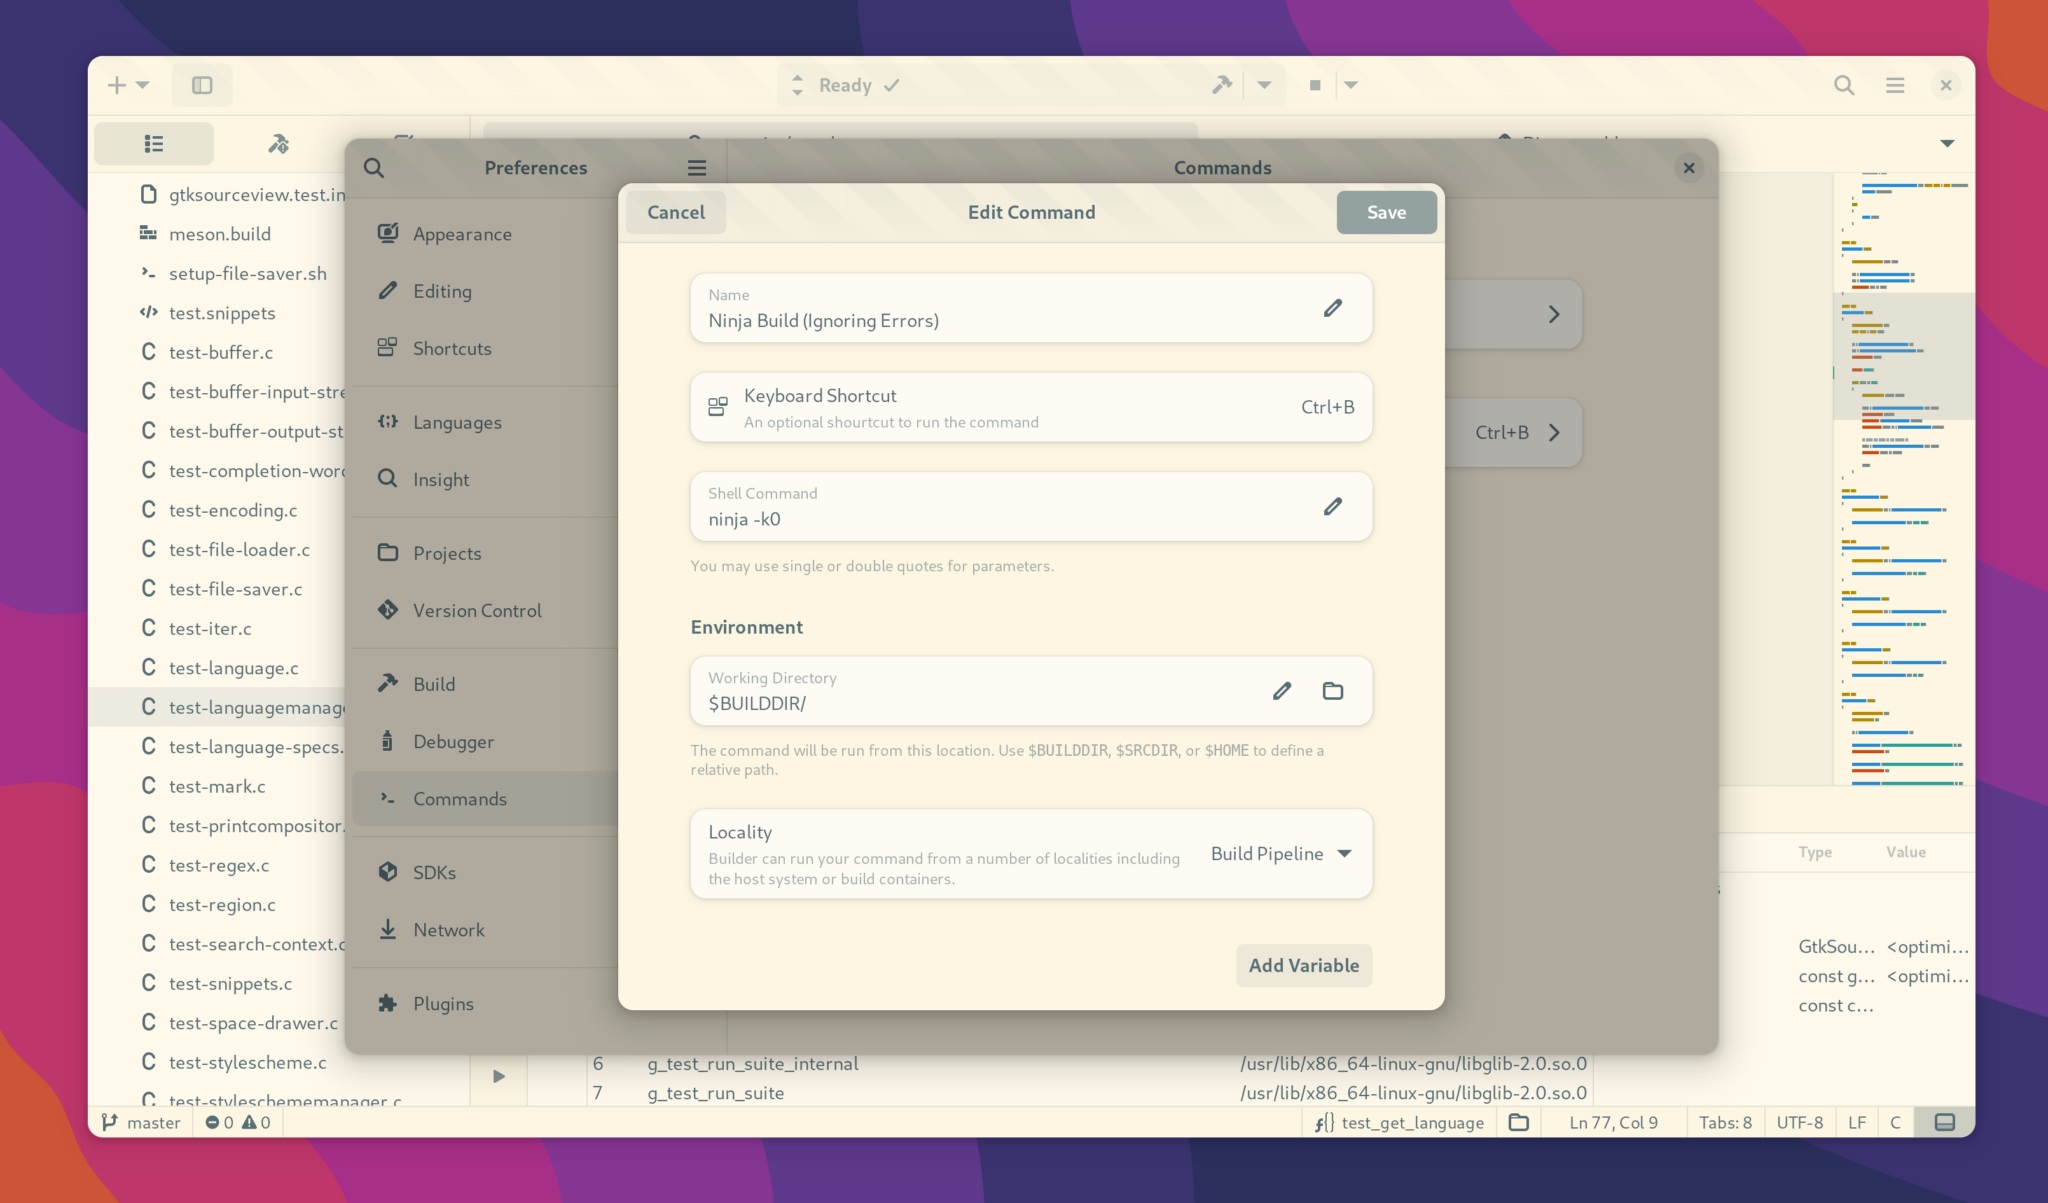 Ready
Preferences
Commands
Cancel
Edit Command
Save
gtksourceview.test.in
meson.build
setup-file-saver.sh
test.snippets
test-buffer.c
test-buffer-input-stre
test-buffer-output-st
test-completion-word
test-encoding.c
test-file-loader.c
test-file-saver.c
test-iter.c
test-language.c
test-languagemanage
test-language-specs.
test-mark.c
test-printcompositor.
test-regex.c
test-region.c
test-search-context.c
test-snippets.c
test-space-drawer.c
test-stylescheme.c
test-styleschememanager.c
Appearance
Editing
Shortcuts
Languages
Insight
Projects
Version Control
Build
Debugger
Commands
SDKs
Network
Plugins
Name
Ninja Build (Ignoring Errors)
Keyboard Shortcut
An optional shourtcut to run the command
Ctrl+B
Shell Command
ninja -k0
You may use single or double quotes for parameters.
Environment
Working Directory
$BUILDDIR/
The command will be run from this location. Use $BUILDDIR, $SRCDIR, or $HOME to define a
relative path.
Locality
Builder can run your command from a number of localities including
the host system or build containers.
Build Pipeline
Add Variable
Ctrl+B
Type Value
GtkSou... <optimi...
const g... <optimi...
const c...
6 g_test_run_suite_internal /usr/lib/x86_64-linux-gnu/libglib-2.0.so.0
7 g_test_run_suite /usr/lib/x86_64-linux-gnu/libglib-2.0.so.0
master 0 0 test_get_language Ln 77, Col 9 Tabs: 8 UTF-8 LF C